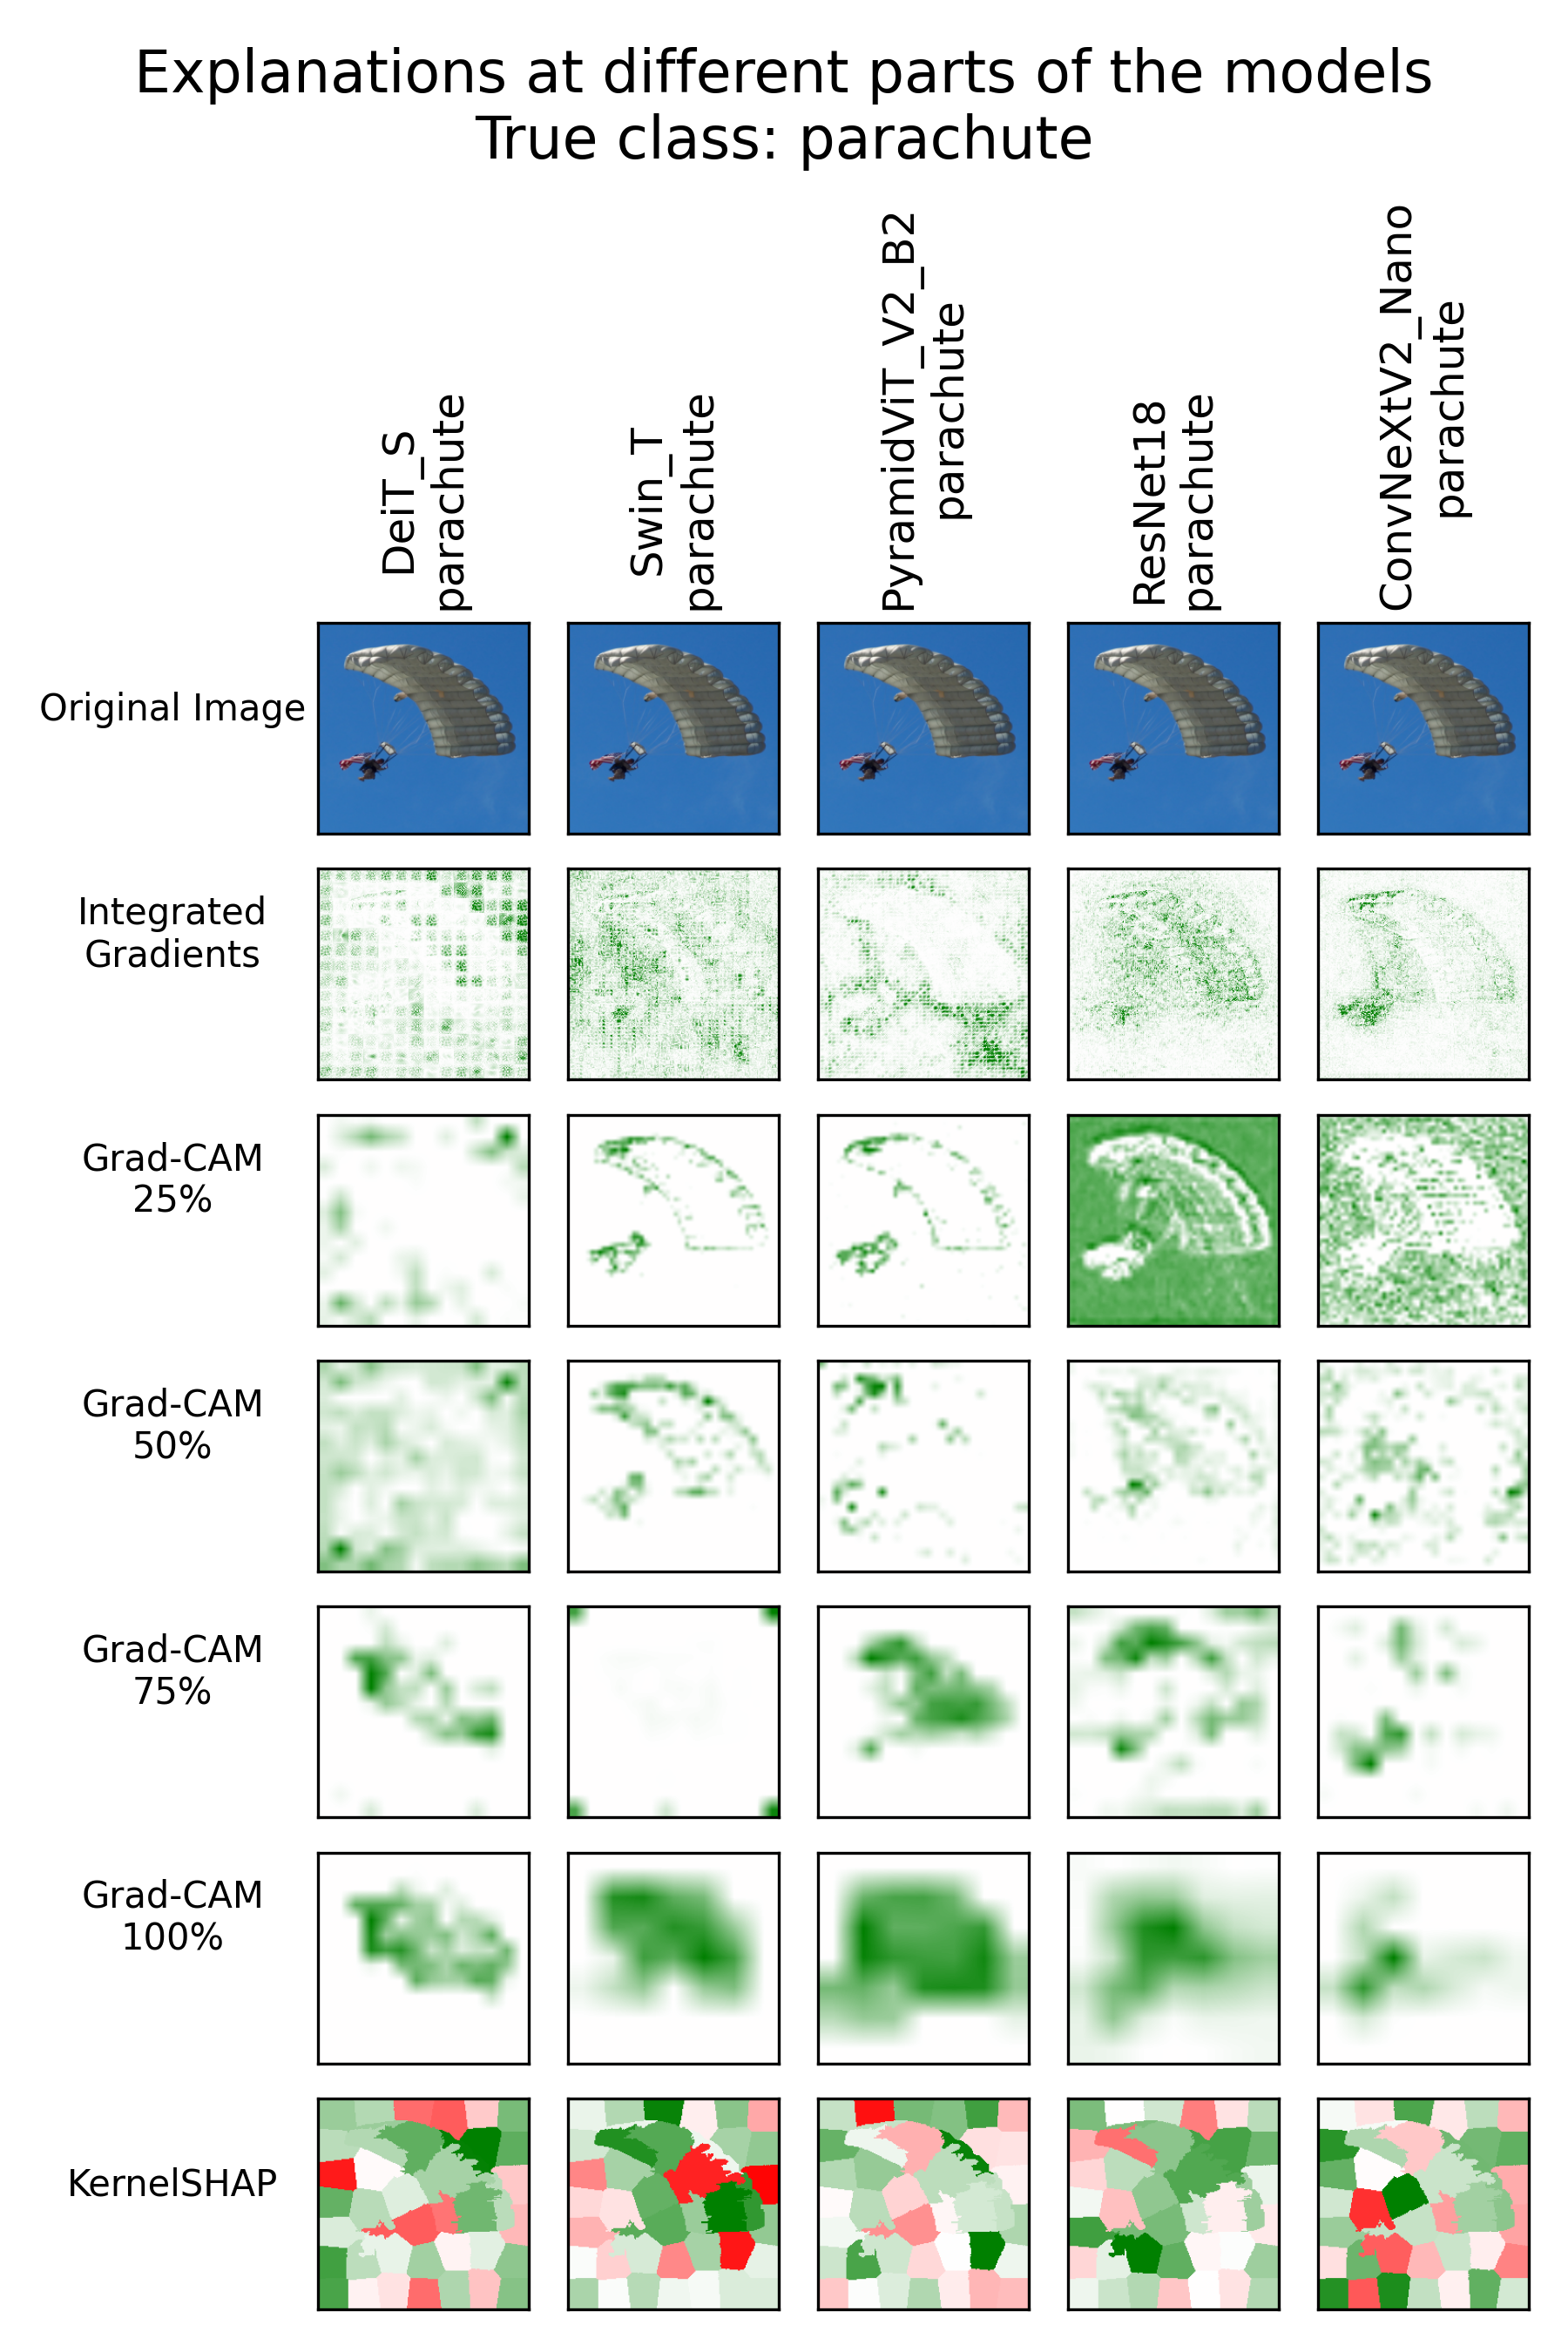 Explanations at different parts of the models
True class: parachute
DeiT_S
parachute
Swin_T
parachute
PyramidViT_V2_B2
parachute
ResNet18
parachute
ConvNeXtV2_Nano
parachute
Original Image
Integrated
Gradients
Grad-CAM
25%
Grad-CAM
50%
Grad-CAM
75%
Grad-CAM
100%
KernelSHAP